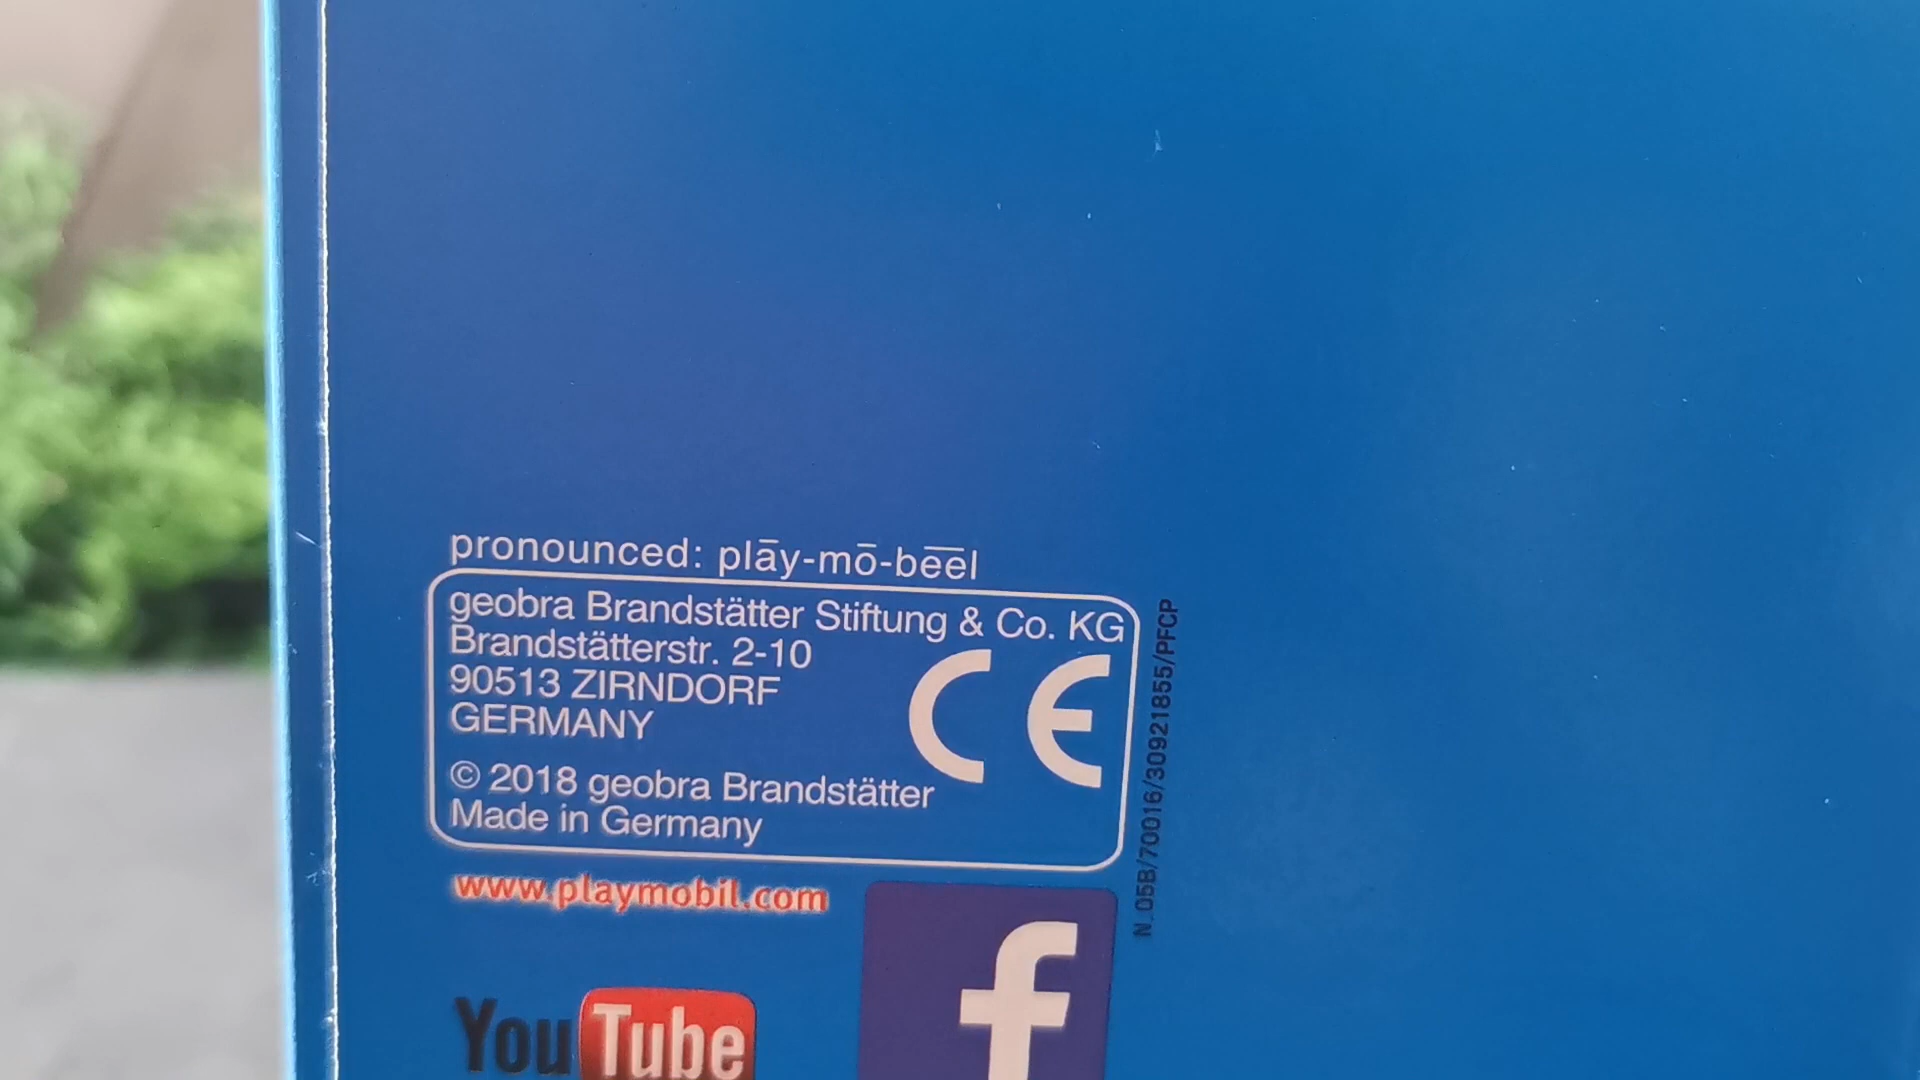 pronounced: plāy-mō-bēēl
geobra Brandstätter Stiftung & Co. KG
Brandstätterstr. 2-10
90513 ZIRNDORF
GERMANY
CE
© 2018 geobra Brandstätter
Made in Germany
N.05B/70016/30921855/PFCP
www.playmobil.com
f
YouTube